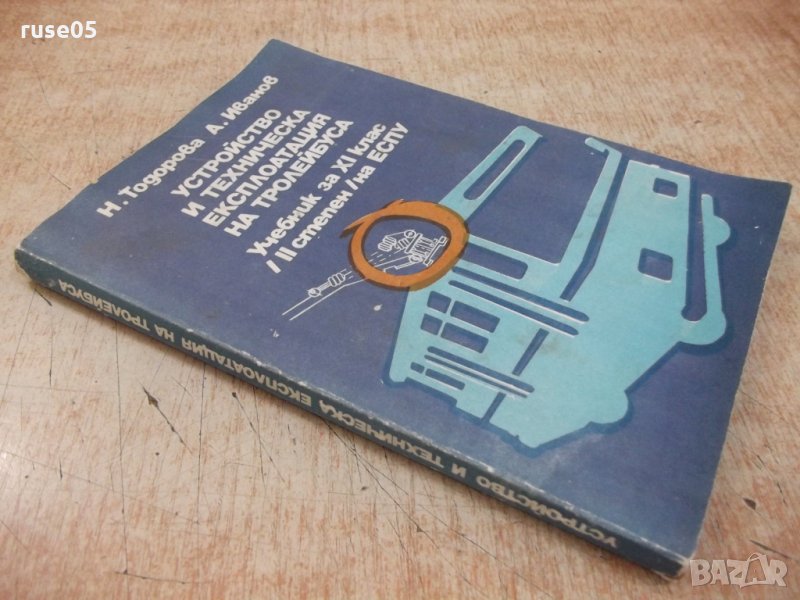 ruse05
Н. Тодорова А. Иванов
УСТРОЙСТВО
И ТЕХНИЧЕСКА
ЕКСПЛОАТАЦИЯ
НА ТРОЛЕЙБУСА
Учебник за XI клас
/ II степен / на ЕСПУ
УСТРОЙСТВО И ТЕХНИЧЕСКА ЕКСПЛОАТАЦИЯ НА ТРОЛЕЙБУСА
BAZAR